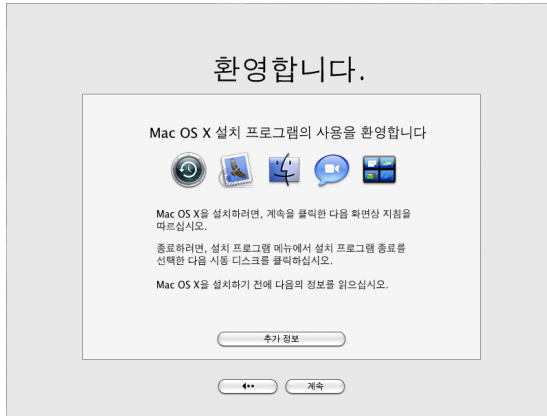 환영합니다.
Mac OS X 설치 프로그램의 사용을 환영합니다
Mac OS X을 설치하려면, 계속을 클릭한 다음 화면상 지침을
따르십시오.
종료하려면, 설치 프로그램 메뉴에서 설치 프로그램 종료를
선택한 다음 시동 디스크를 클릭하십시오.
Mac OS X을 설치하기 전에 다음의 정보를 읽으십시오.
추가 정보
계속